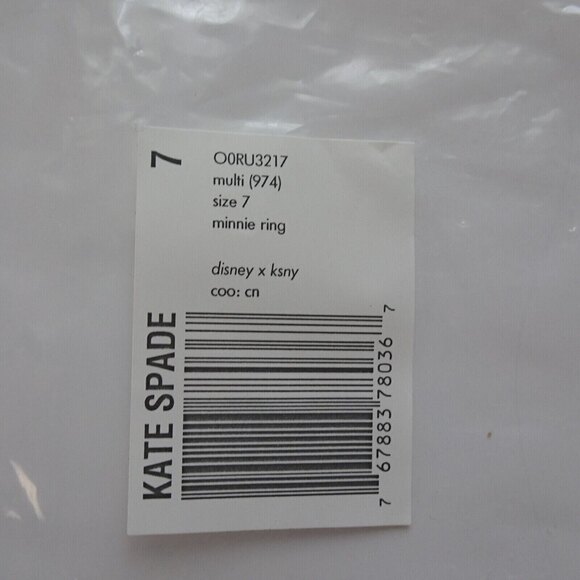 7
O0RU3217
multi (974)
size 7
minnie ring
disney x ksny
coo: cn
KATE SPADE
7 67883 78036 7